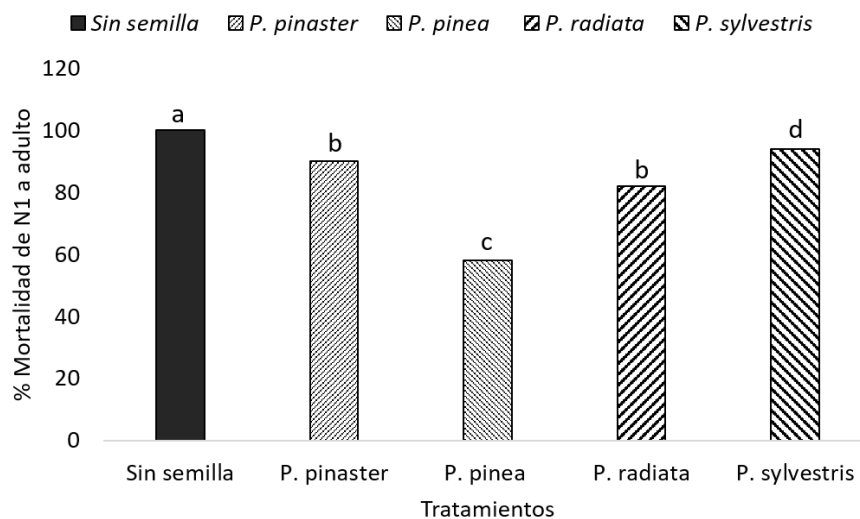 Sin semilla P. pinaster P. pinea P. radiata P. sylvestris
% Mortalidad de N1 a adulto
120
100
80
60
40
20
0
a
b
c
b
d
Sin semilla P. pinaster P. pinea P. radiata P. sylvestris
Tratamientos